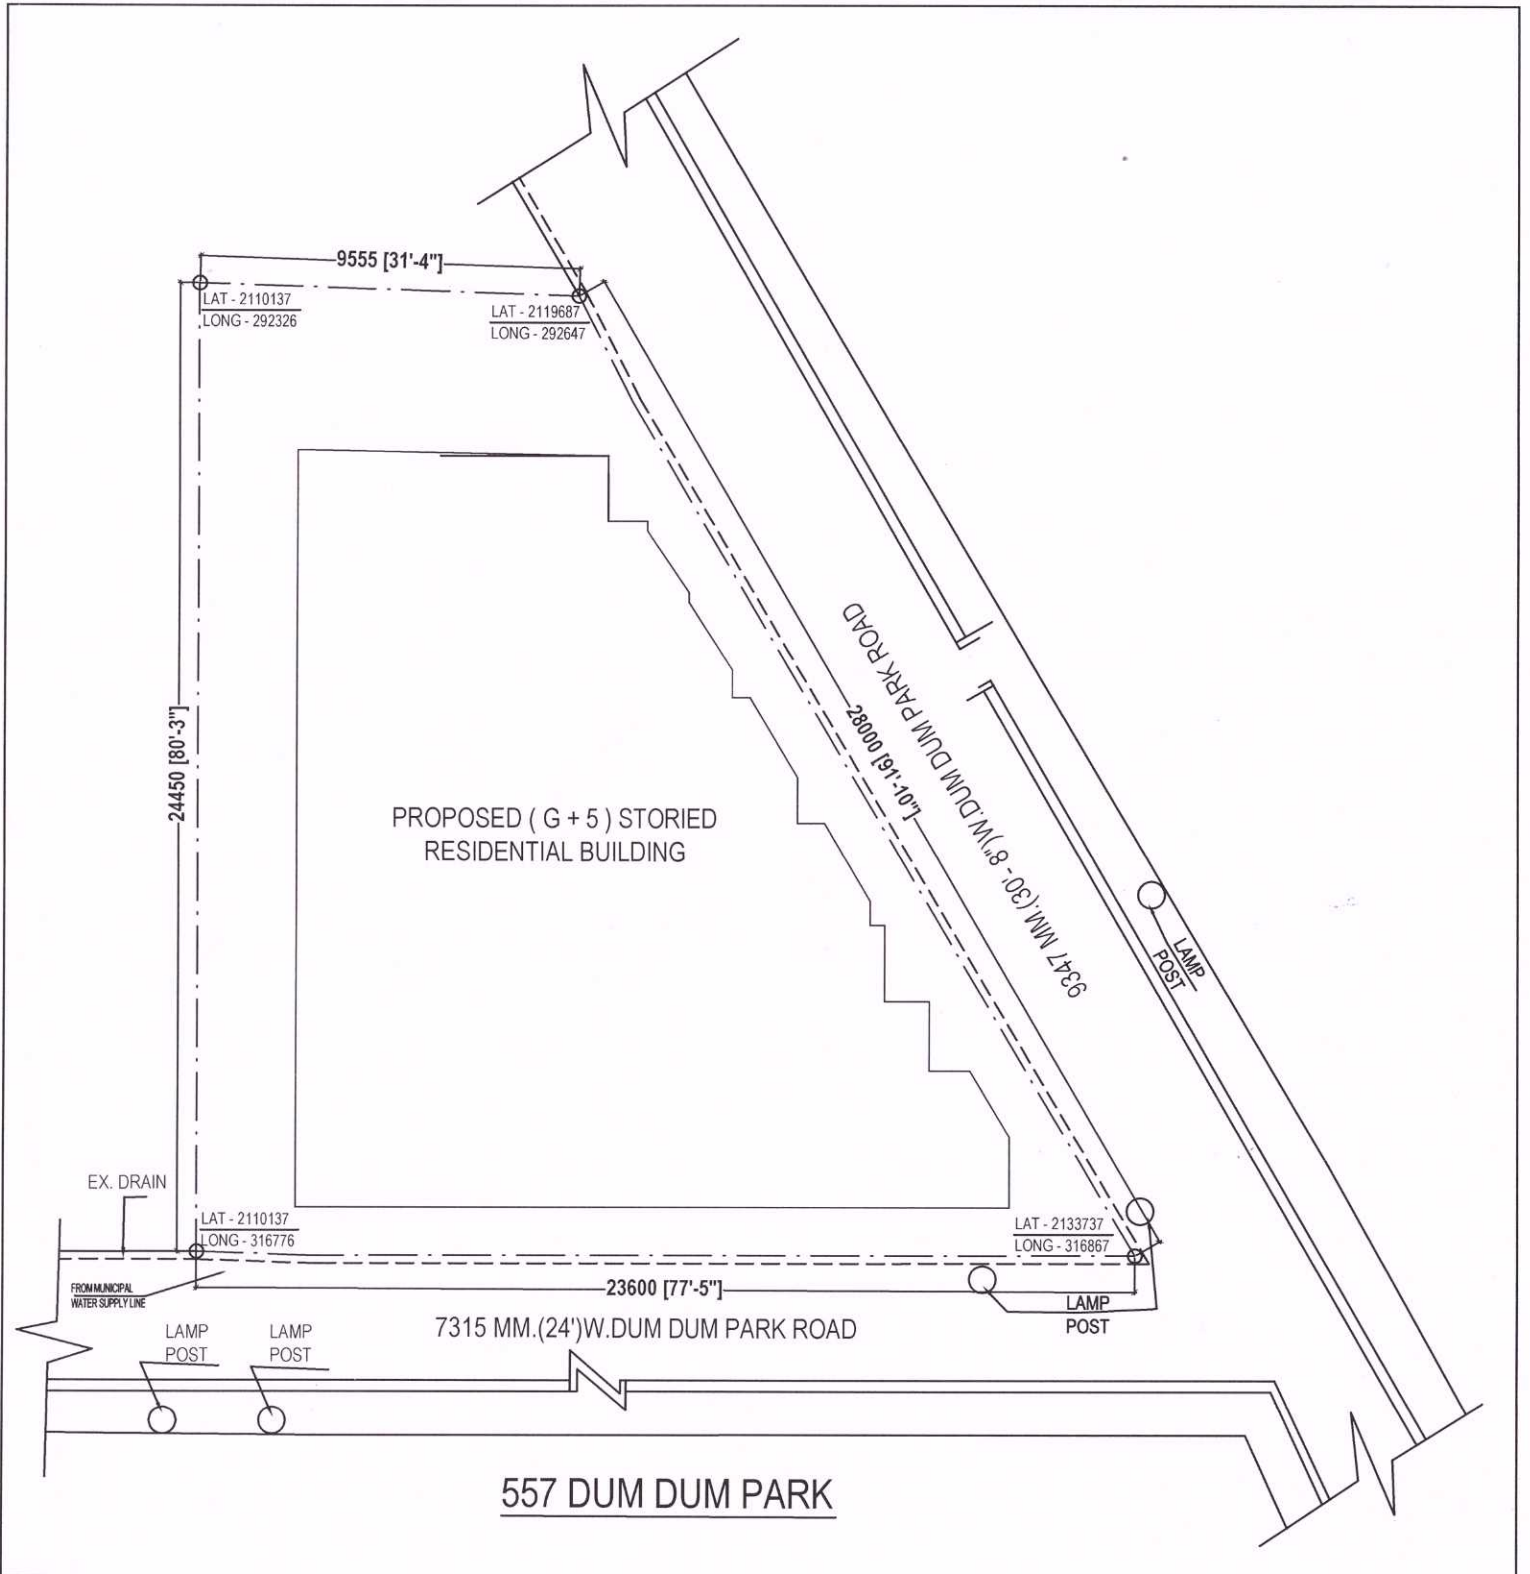 9555 [31'-4"]
LAT - 2110137
LONG - 292326
LAT - 2119687
LONG - 292647
24450 [80'-3"]
28000 [91'-10"]
9347 MM.(30'- 8")W.DUM DUM PARK ROAD
PROPOSED ( G + 5 ) STORIED
RESIDENTIAL BUILDING
LAMP
POST
EX. DRAIN
LAT - 2110137
LONG - 316776
LAT - 2133737
LONG - 316867
FROM MUNICIPAL
WATER SUPPLY LINE
23600 [77'-5"]
LAMP
POST
7315 MM.(24')W.DUM DUM PARK ROAD
LAMP
POST
LAMP
POST
557 DUM DUM PARK